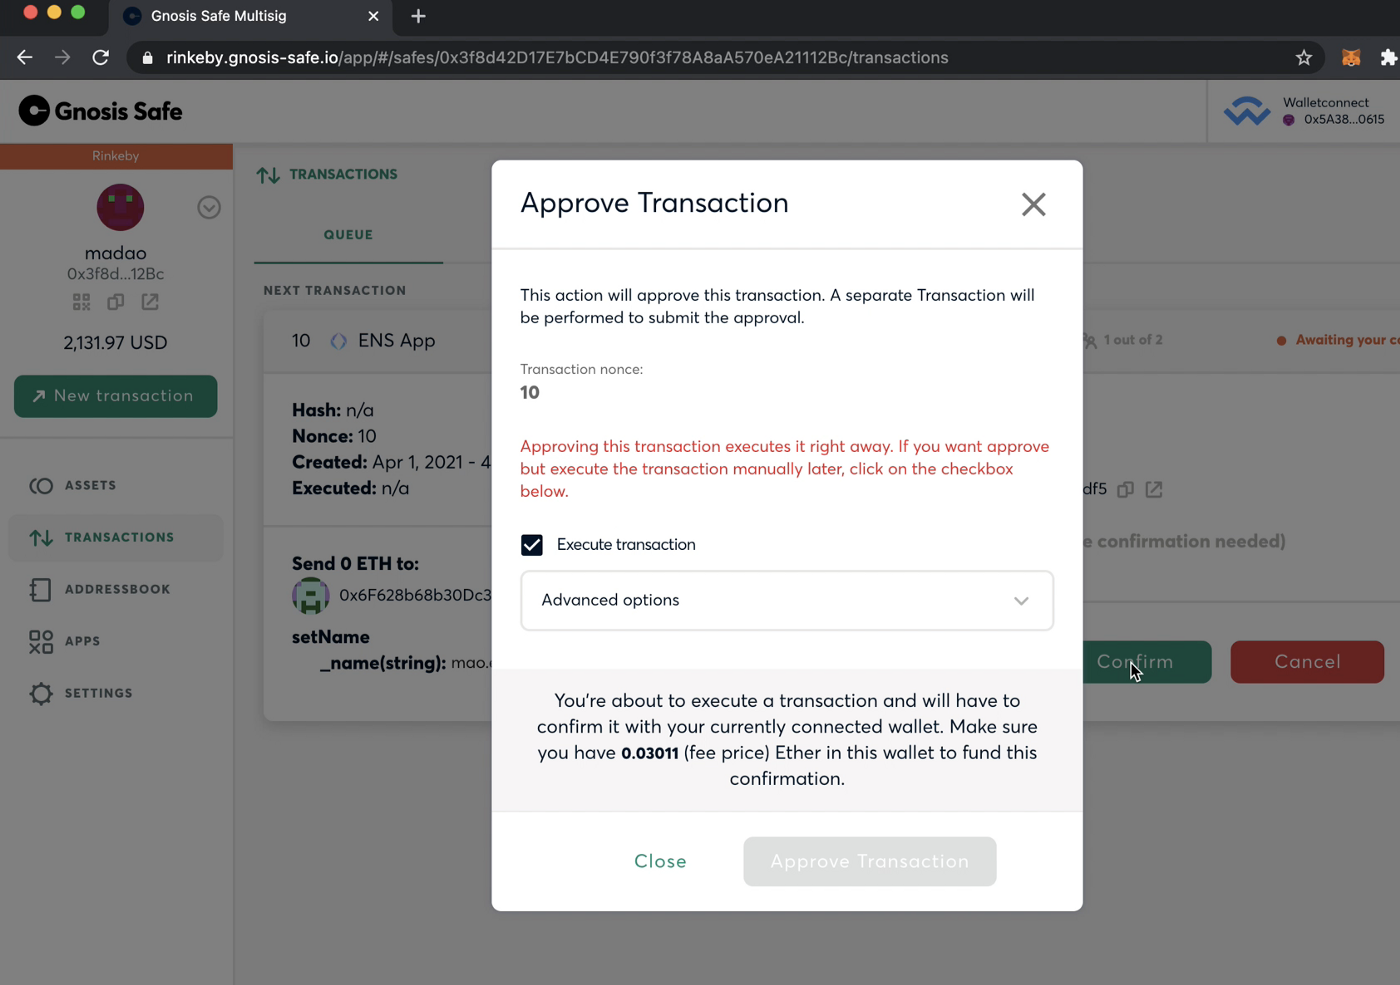 Gnosis Safe Multisig
rinkeby.gnosis-safe.io/app/#/safes/0x3f8d42D17E7bCD4E790f3f78A8aA570eA21112Bc/transactions
Gnosis Safe
Walletconnect
0x5A38...0615
Rinkeby
madao
0x3f8d...12Bc
2,131.97 USD
New transaction
ASSETS
TRANSACTIONS
ADDRESSBOOK
APPS
SETTINGS
TRANSACTIONS
QUEUE
NEXT TRANSACTION
10 ENS App
1 out of 2
Awaiting your co
Hash: n/a
Nonce: 10
Created: Apr 1, 2021 - 4
Executed: n/a
df5
e confirmation needed)
Send 0 ETH to:
0x6F628b68b30Dc3
setName
_name(string): mao.
Confirm
Cancel
Approve Transaction
This action will approve this transaction. A separate Transaction will
be performed to submit the approval.
Transaction nonce:
10
Approving this transaction executes it right away. If you want approve
but execute the transaction manually later, click on the checkbox
below.
Execute transaction
Advanced options
You're about to execute a transaction and will have to
confirm it with your currently connected wallet. Make sure
you have 0.03011 (fee price) Ether in this wallet to fund this
confirmation.
Close
Approve Transaction